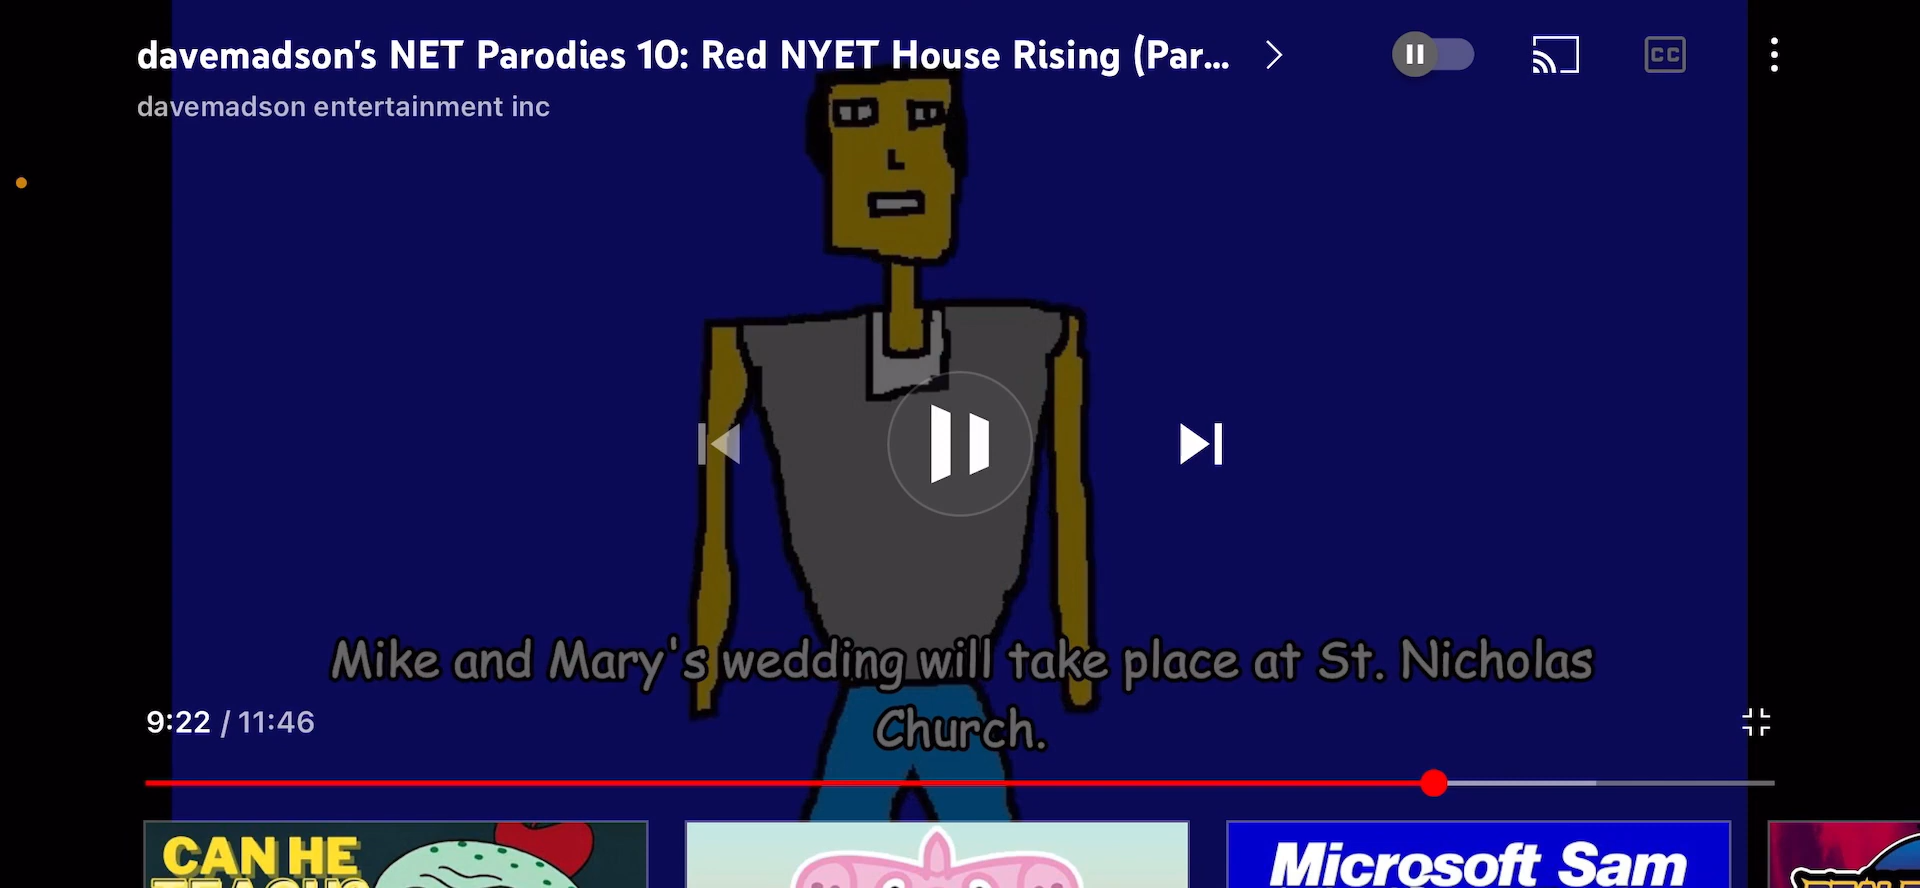 davemadson's NET Parodies 10: Red NYET House Rising (Par...
CC
davemadson entertainment inc
Mike and Mary's wedding will take place at St. Nicholas
Church.
9:22 / 11:46
CAN HE
Microsoft Sam